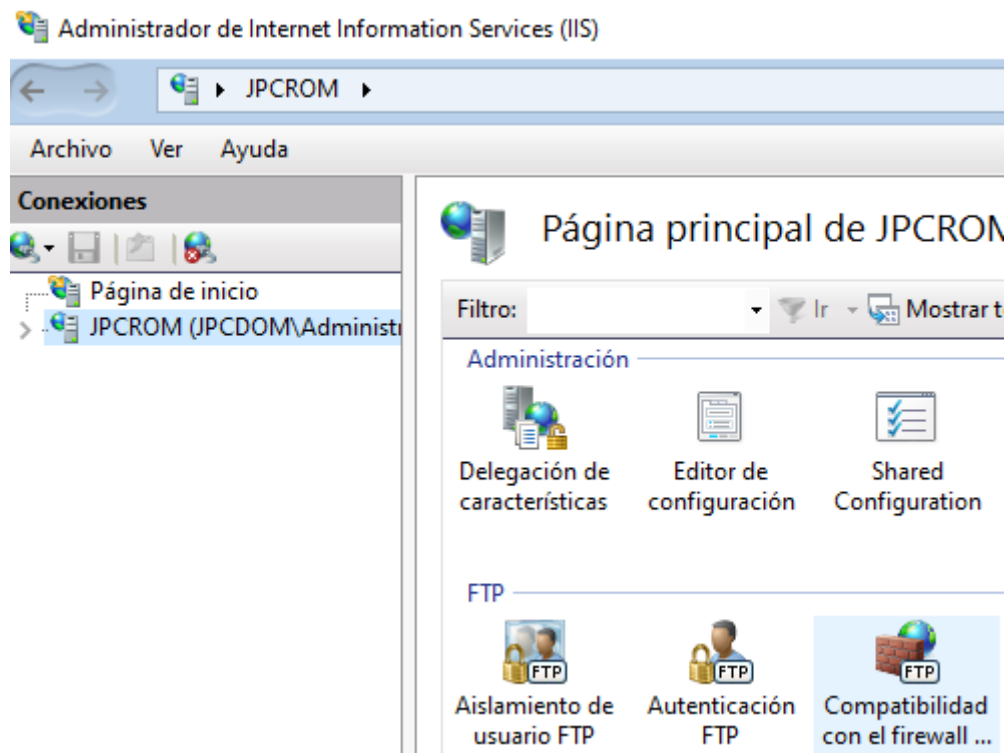 Administrador de Internet Information Services (IIS)
JPCROM
Archivo Ver Ayuda
Conexiones
Página de inicio
JPCROM (JPCDOM\Administ
Página principal de JPCROM
Filtro:
Ir
Mostrar t
Administración
Delegación de
características
Editor de
configuración
Shared
Configuration
FTP
FTP
Aislamiento de
usuario FTP
FTP
Autenticación
FTP
FTP
Compatibilidad
con el firewall ...